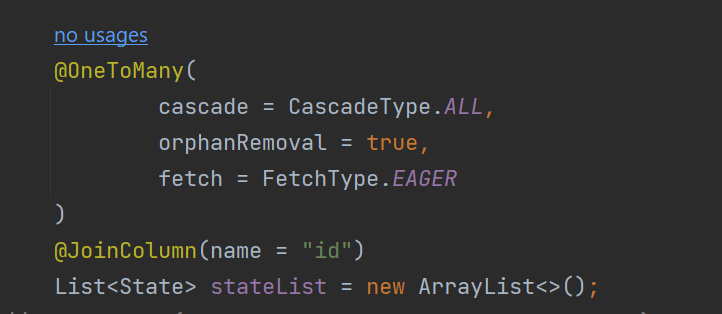 no usages
@OneToMany(
cascade = CascadeType.ALL,
orphanRemoval = true,
fetch = FetchType.EAGER
)
@JoinColumn(name = "id")
List<State> stateList = new ArrayList<>();